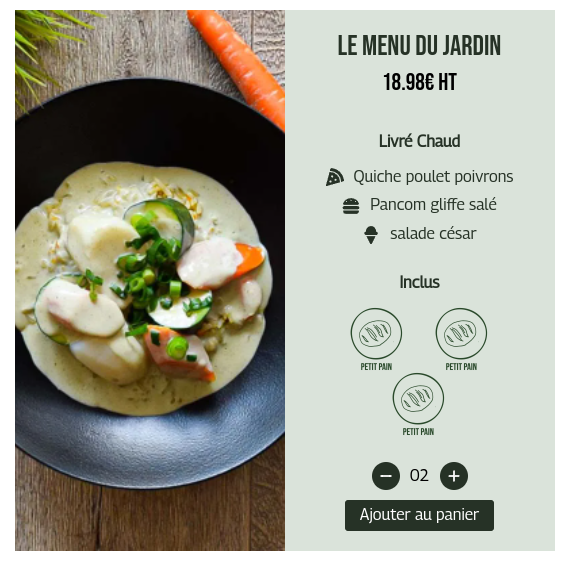 LE MENU DU JARDIN
18.98€ HT
Livré Chaud
Quiche poulet poivrons
Pancom gliffe salé
salade césar
Inclus
PETIT PAIN
PETIT PAIN
PETIT PAIN
02
Ajouter au panier